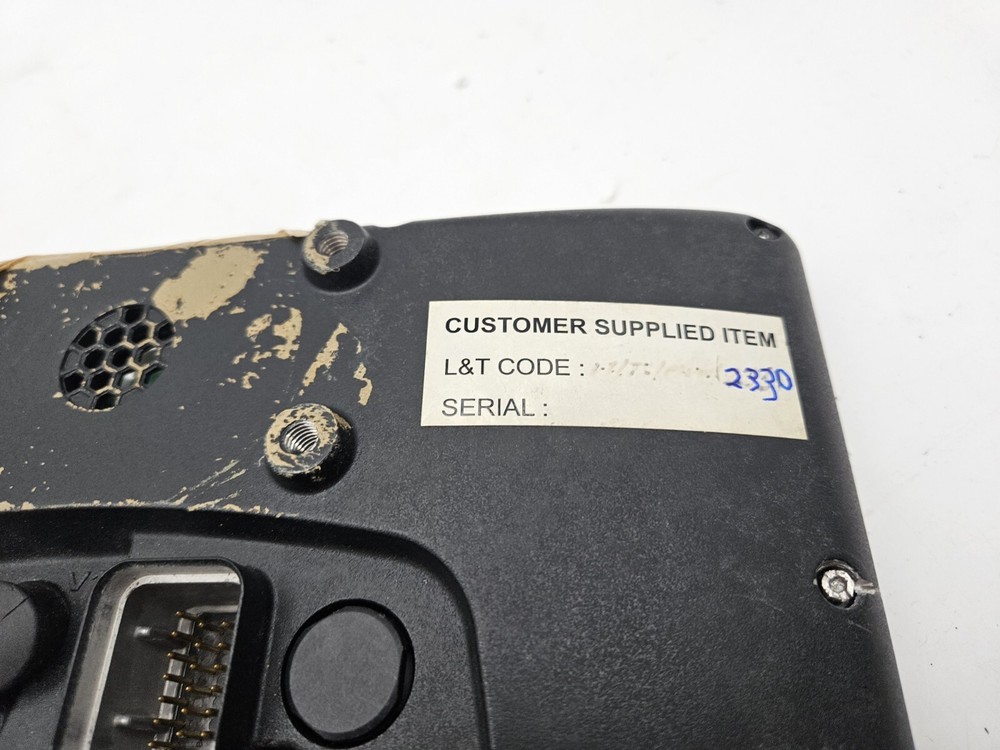 CUSTOMER SUPPLIED ITEM
L&T CODE : 2330
SERIAL :